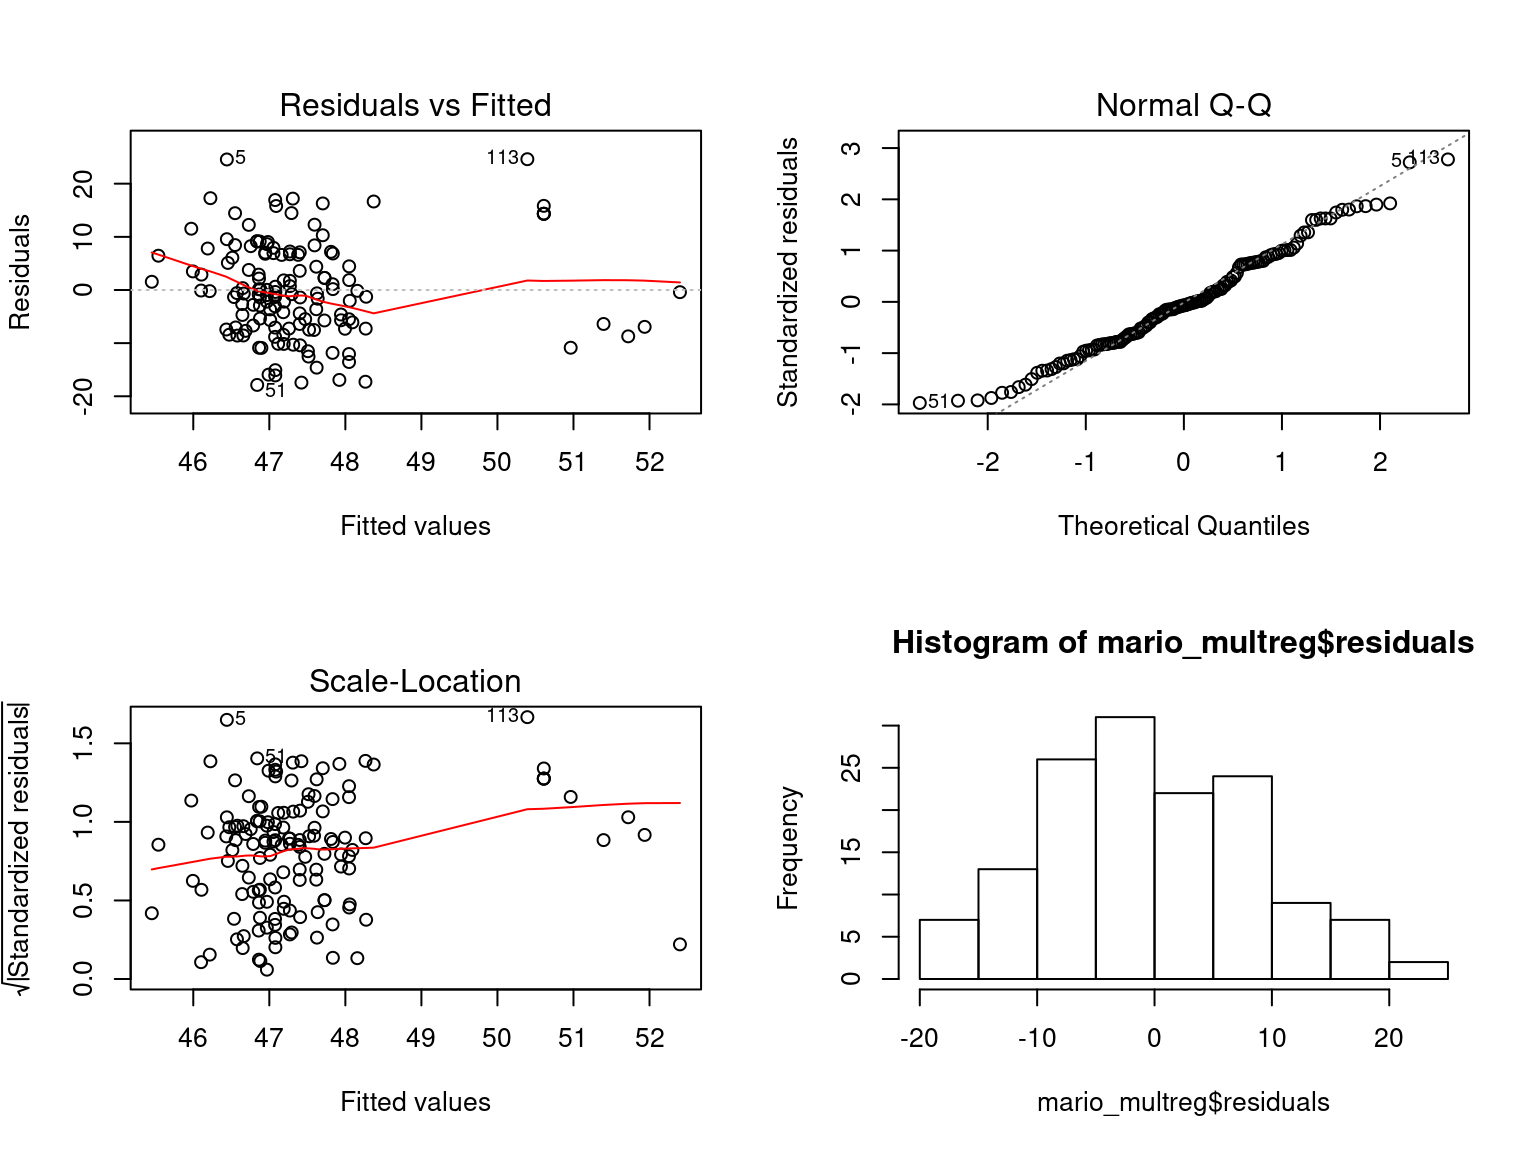 Residuals vs Fitted
Residuals
20
10
0
-20
5
113
51
46 47 48 49 50 51 52
Fitted values
Normal Q-Q
Standardized residuals
3
2
1
0
-1
-2
5
113
51
-2 -1 0 1 2
Theoretical Quantiles
Scale-Location
√|Standardized residuals|
1.5
1.0
0.5
0.0
5
113
51
46 47 48 49 50 51 52
Fitted values
Histogram of mario_multreg$residuals
Frequency
25
15
5
0
-20 -10 0 10 20
mario_multreg$residuals